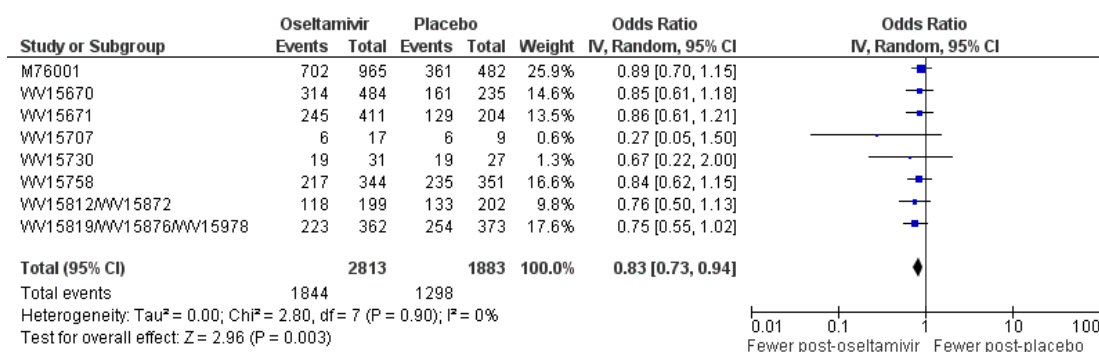 Oseltamivir Placebo Odds Ratio Odds Ratio
Study or Subgroup Events Total Events Total Weight IV, Random, 95% CI IV, Random, 95% CI
M76001 702 965 361 482 25.9% 0.89 [0.70, 1.15]
WV15670 314 484 161 235 14.6% 0.85 [0.61, 1.18]
WV15671 245 411 129 204 13.5% 0.86 [0.61, 1.21]
WV15707 6 17 6 9 0.6% 0.27 [0.05, 1.50]
WV15730 19 31 19 27 1.3% 0.67 [0.22, 2.00]
WV15758 217 344 235 351 16.6% 0.84 [0.62, 1.15]
WV15812/WV15872 118 199 133 202 9.8% 0.76 [0.50, 1.13]
WV15819/WV15876/WV15978 223 362 254 373 17.6% 0.75 [0.55, 1.02]
Total (95% CI) 2813 1883 100.0% 0.83 [0.73, 0.94]
Total events 1844 1298
Heterogeneity: Tau² = 0.00; Chi² = 2.80, df = 7 (P = 0.90); I² = 0%
Test for overall effect: Z = 2.96 (P = 0.003)
0.01 0.1 1 10 100
Fewer post-oseltamivir Fewer post-placebo